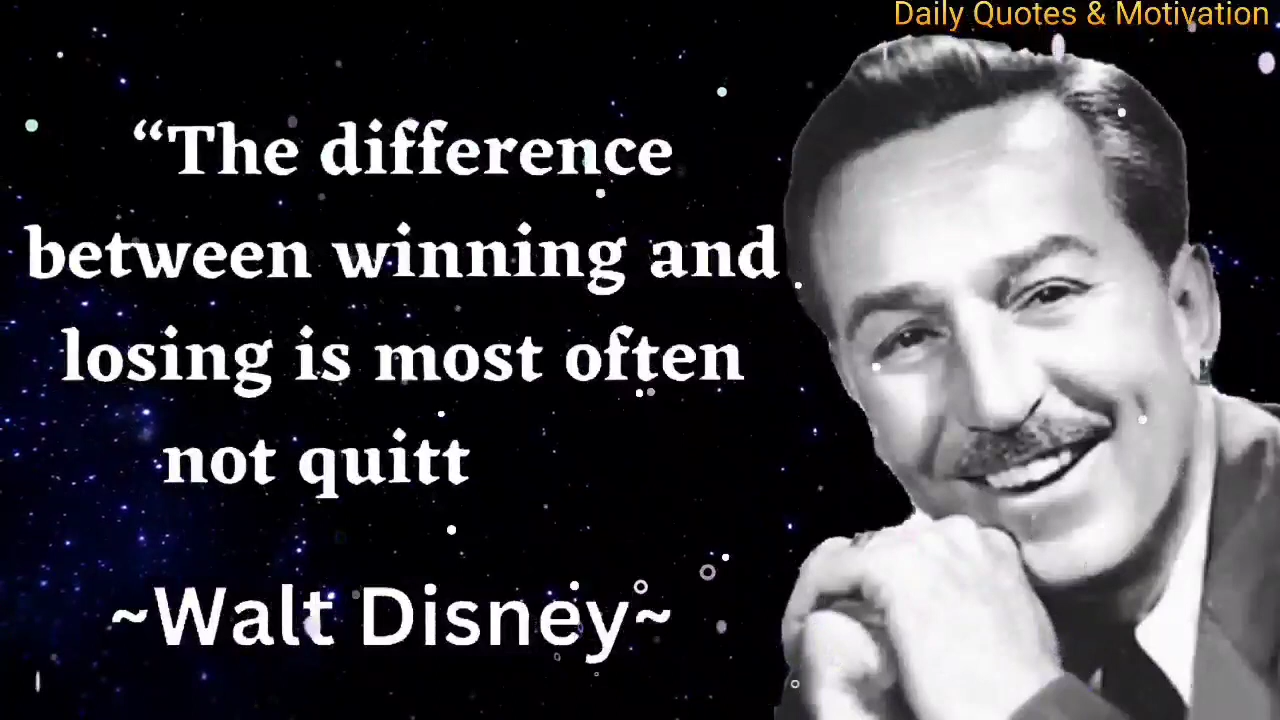 Daily Quotes & Motivation
“The difference
between winning and
losing is most often
not quitt
~Walt Disney~